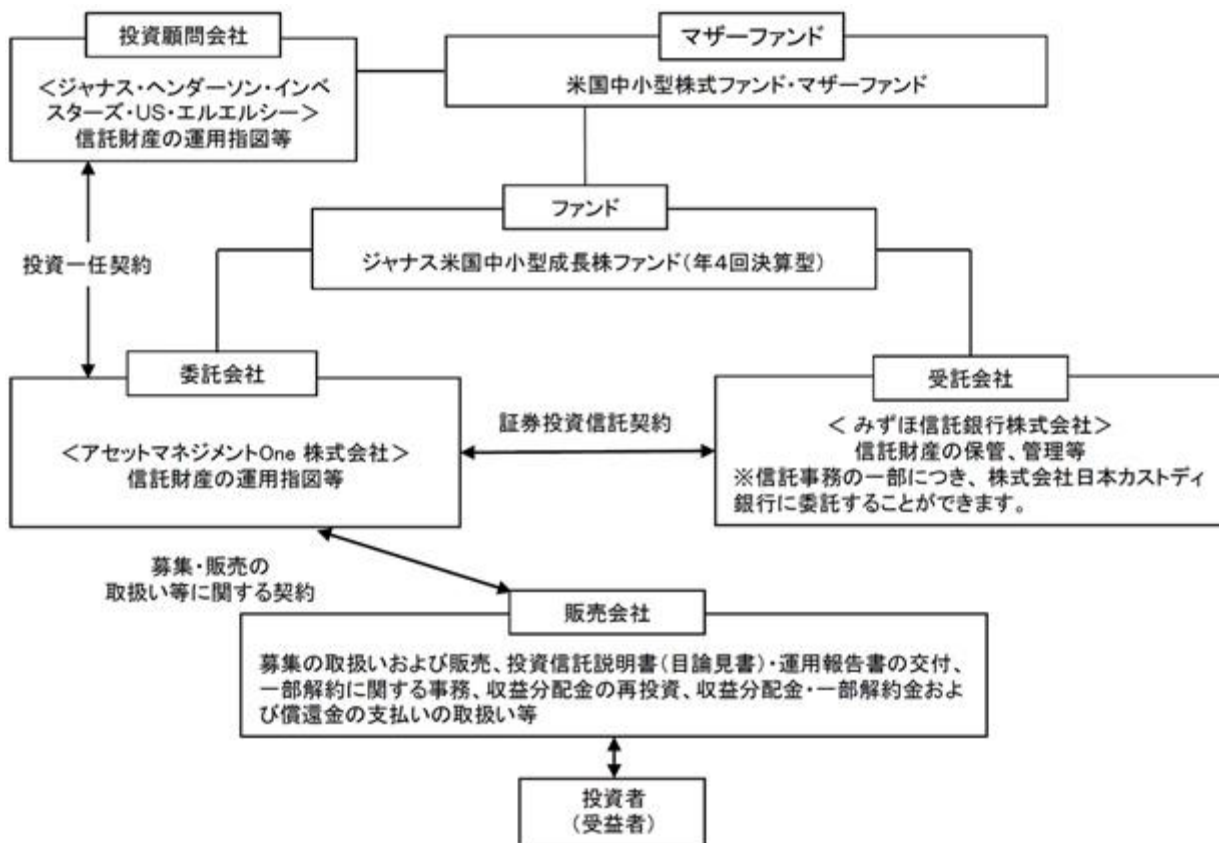 投資顧問会社
＜ジャナス・ヘンダーソン・インベ
スターズ・US・エルエルシー＞
信託財産の運用指図等
マザーファンド
米国中小型株式ファンド・マザーファンド
ファンド
ジャナス米国中小型成長株ファンド（年４回決算型）
投資一任契約
委託会社
＜アセットマネジメントOne 株式会社＞
信託財産の運用指図等
証券投資信託契約
受託会社
＜ みずほ信託銀行株式会社＞
信託財産の保管、管理等
※信託事務の一部につき、株式会社日本カストディ
銀行に委託することができます。
募集・販売の
取扱い等に関する契約
販売会社
募集の取扱いおよび販売、投資信託説明書（目論見書）・運用報告書の交付、
一部解約に関する事務、収益分配金の再投資、収益分配金・一部解約金およ
び償還金の支払いの取扱い等
投資者
（受益者）